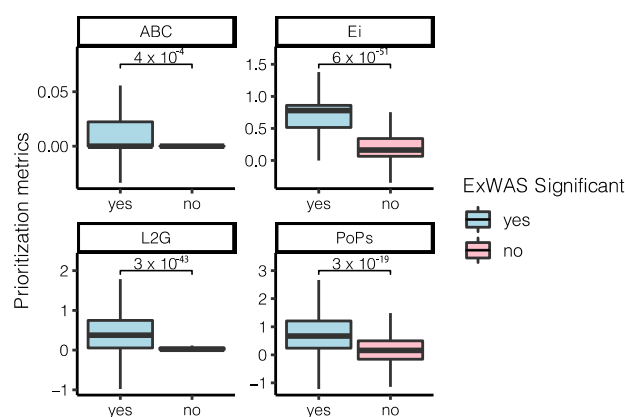 ABC
Ei
4 x 10⁻⁴
6 x 10⁻⁵¹
0.05
0.00
1.5
1.0
0.5
0.0
yes
no
yes
no
Prioritization metrics
L2G
PoPs
3 x 10⁻⁴³
3 x 10⁻¹⁹
2
1
0
−1
3
2
1
0
−1
yes
no
yes
no
ExWAS Significant
yes
no